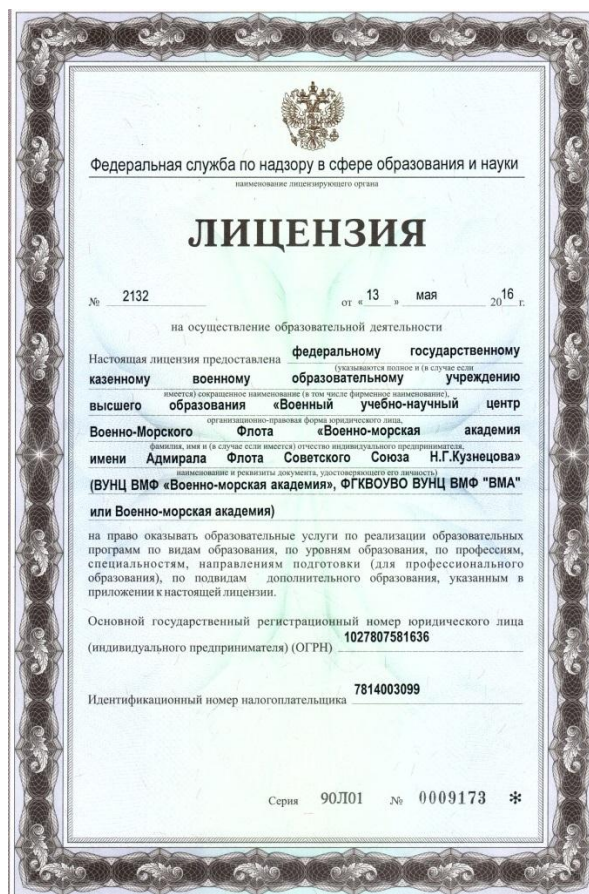 Федеральная служба по надзору в сфере образования и науки
наименование лицензирующего органа
ЛИЦЕНЗИЯ
№ 2132 от « 13 » мая 2016 г.
на осуществление образовательной деятельности
Настоящая лицензия предоставлена федеральному государственному
(указываются полное и (в случае если
казенному военному образовательному учреждению
имеется) сокращенное наименование (в том числе фирменное наименование),
высшего образования «Военный учебно-научный центр
организационно-правовая форма юридического лица,
Военно-Морского Флота «Военно-морская академия
фамилия, имя и (в случае если имеется) отчество индивидуального предпринимателя,
имени Адмирала Флота Советского Союза Н.Г.Кузнецова»
наименование и реквизиты документа, удостоверяющего его личность)
(ВУНЦ ВМФ «Военно-морская академия», ФГКВОУВО ВУНЦ ВМФ "ВМА"
или Военно-морская академия)
на право оказывать образовательные услуги по реализации образовательных
программ по видам образования, по уровням образования, по профессиям,
специальностям, направлениям подготовки (для профессионального
образования), по подвидам дополнительного образования, указанным в
приложении к настоящей лицензии.
Основной государственный регистрационный номер юридического лица
(индивидуального предпринимателя) (ОГРН) 1027807581636
Идентификационный номер налогоплательщика 7814003099
Серия 90Л01 № 0009173 *